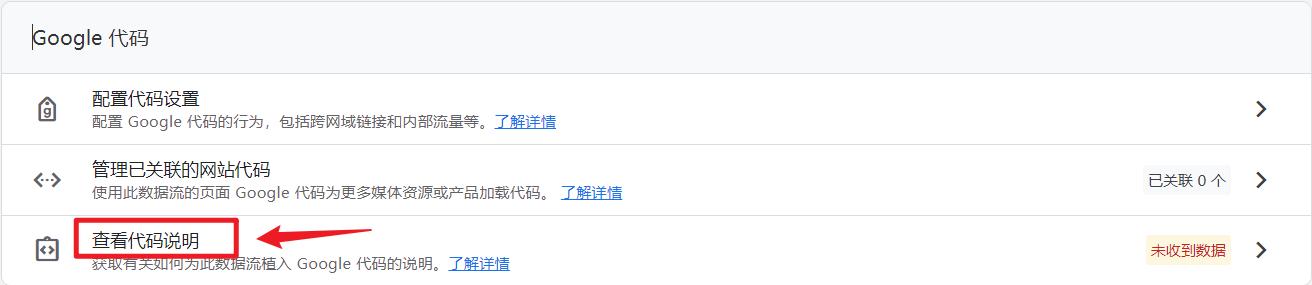 Google 代码
配置代码设置
配置 Google 代码的行为，包括跨网域链接和内部流量等。了解详情
管理已关联的网站代码
使用此数据流的页面 Google 代码为更多媒体资源或产品加载代码。 了解详情
已关联 0 个
查看代码说明
获取有关如何为此数据流植入 Google 代码的说明。了解详情
未收到数据